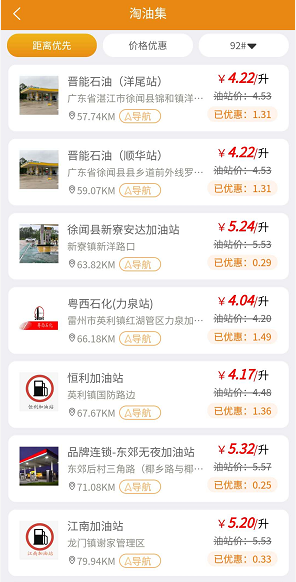 淘油集
距离优先 价格优惠 92#
晋能石油（洋尾站） ￥4.22/升
广东省湛江市徐闻县锦和镇洋… 油站价：4.53
57.74KM 导航 已优惠：1.31
晋能石油（顺华站） ￥4.22/升
广东省徐闻县县乡道前外线罗… 油站价：4.53
59.07KM 导航 已优惠：1.31
徐闻县新寮安达加油站 ￥5.24/升
新寮镇新洋路口 油站价：5.53
63.82KM 导航 已优惠：0.29
粤西石化(力泉站) ￥4.04/升
雷州市英利镇红湖管区力泉加… 油站价：4.20
66.18KM 导航 已优惠：1.49
恒利加油站 ￥4.17/升
英利镇国防路边 油站价：4.48
恒利加油站
67.67KM 导航 已优惠：1.36
品牌连锁-东郊无夜加油站 ￥5.32/升
东郊后村三角路（椰乡路与椰… 油站价：5.57
71.08KM 导航 已优惠：0.25
江南加油站 ￥5.20/升
龙门镇谢家管理区 油站价：5.53
江南加油站
79.94KM 导航 已优惠：0.33